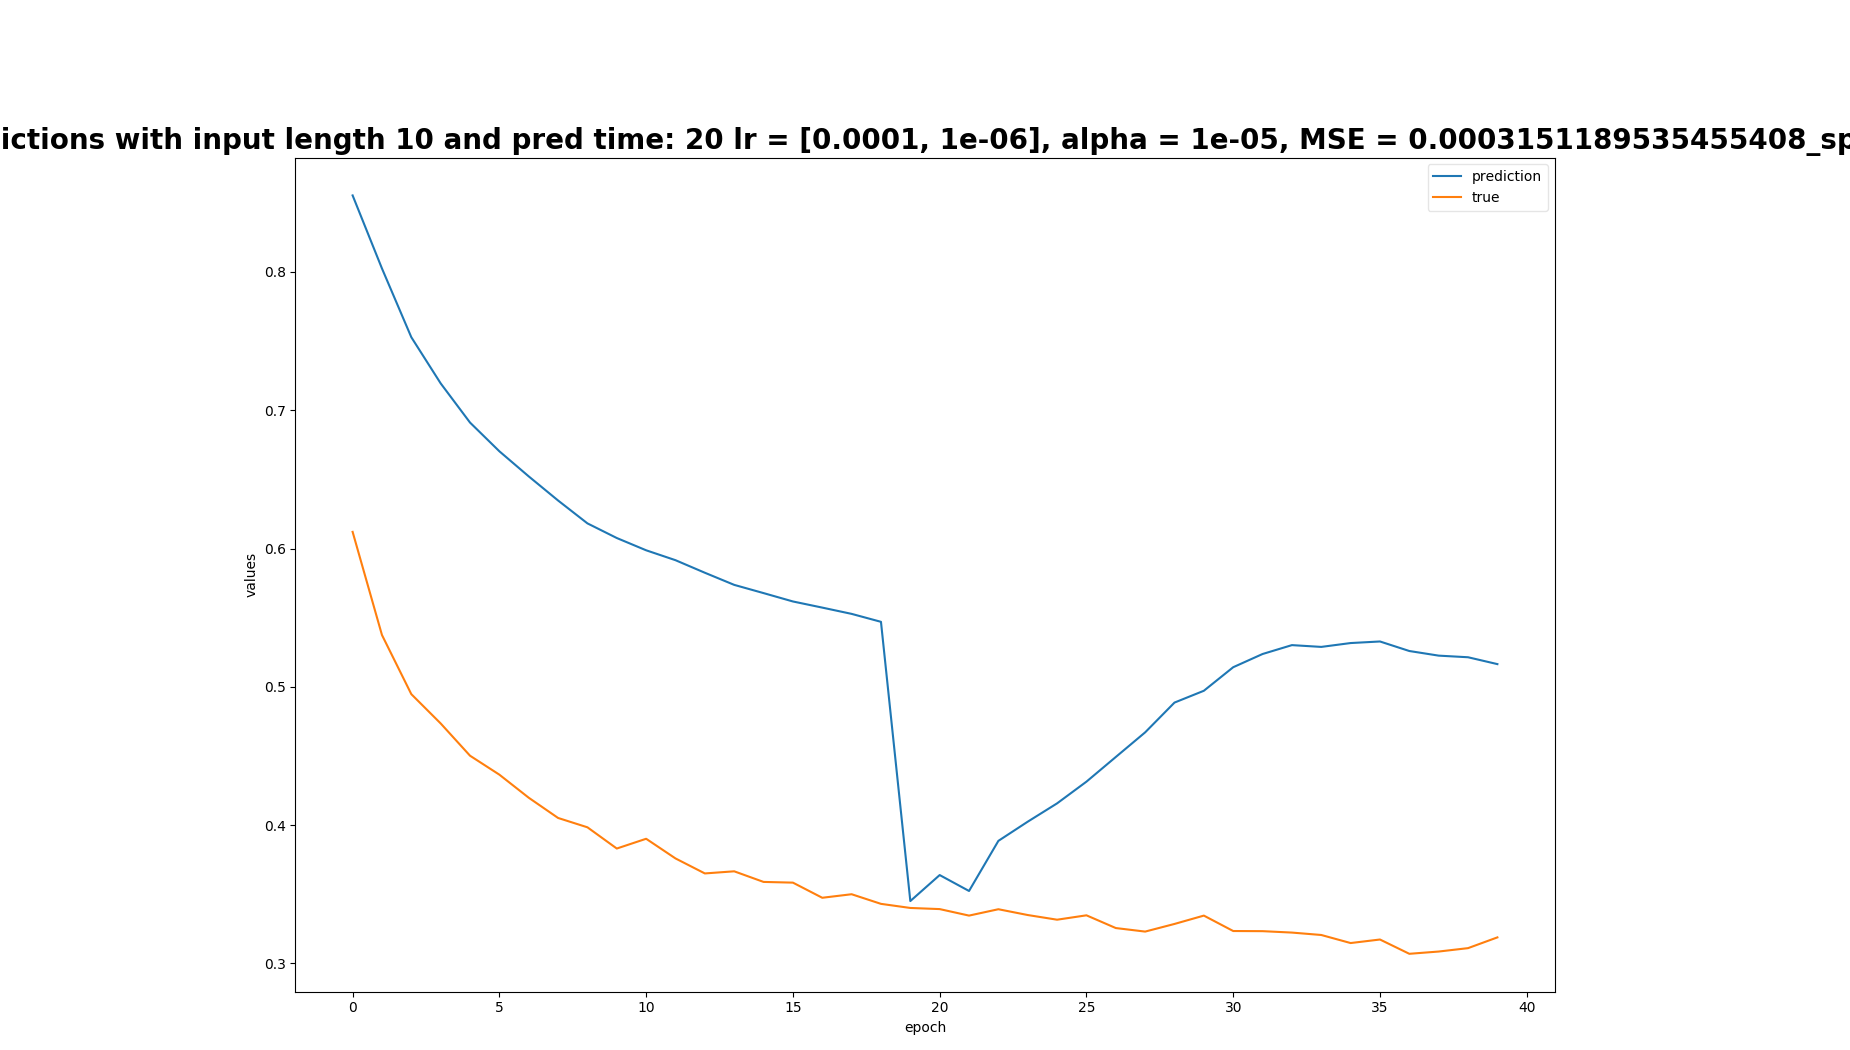 ictions with input length 10 and pred time: 20 lr = [0.0001, 1e-06], alpha = 1e-05, MSE = 0.0003151189535455408_sp
prediction
true
0.8
0.7
0.6
0.5
0.4
0.3
values
0 5 10 15 20 25 30 35 40
epoch